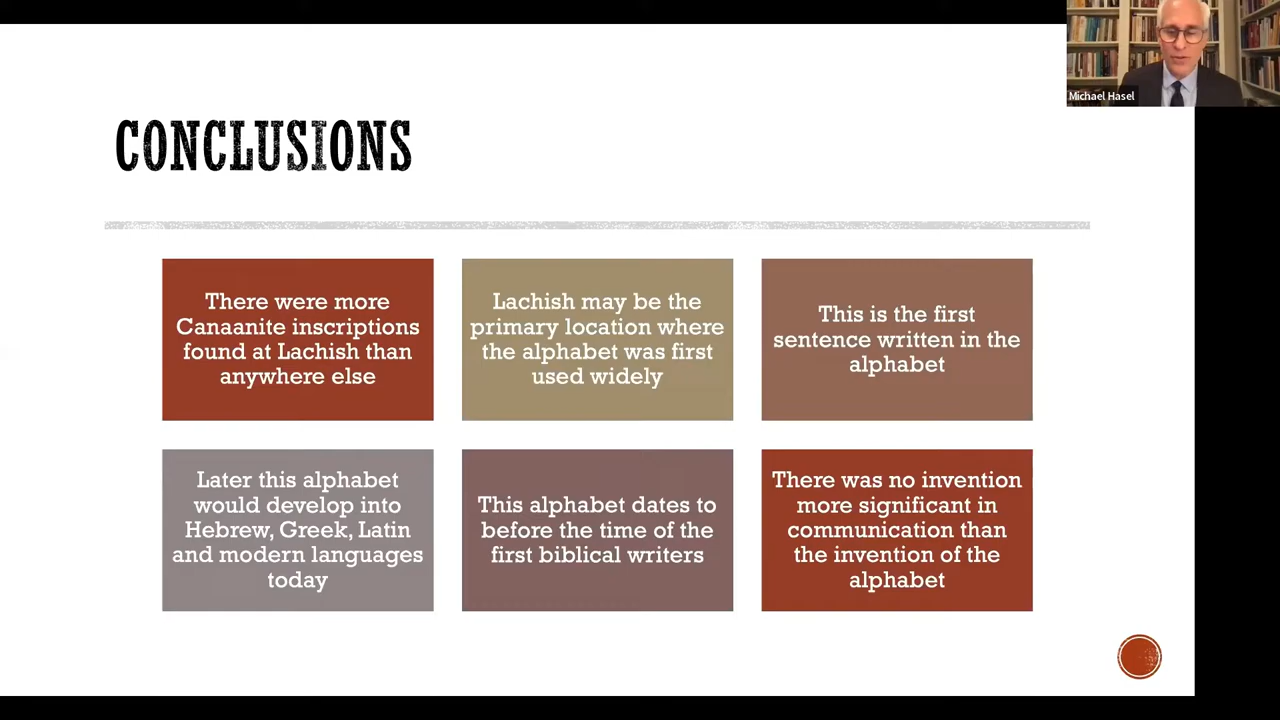 Michael Hasel
CONCLUSIONS
There were more
Canaanite inscriptions
found at Lachish than
anywhere else
Lachish may be the
primary location where
the alphabet was first
used widely
This is the first
sentence written in the
alphabet
Later this alphabet
would develop into
Hebrew, Greek, Latin
and modern languages
today
This alphabet dates to
before the time of the
first biblical writers
There was no invention
more significant in
communication than
the invention of the
alphabet